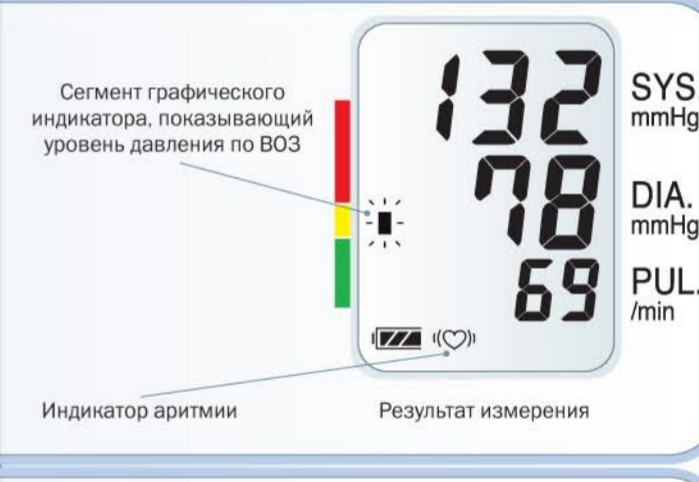 Сегмент графического
индикатора, показывающий
уровень давления по ВОЗ
132
SYS.
mmHg
78
DIA.
mmHg
69
PUL.
/min
Индикатор аритмии
Результат измерения